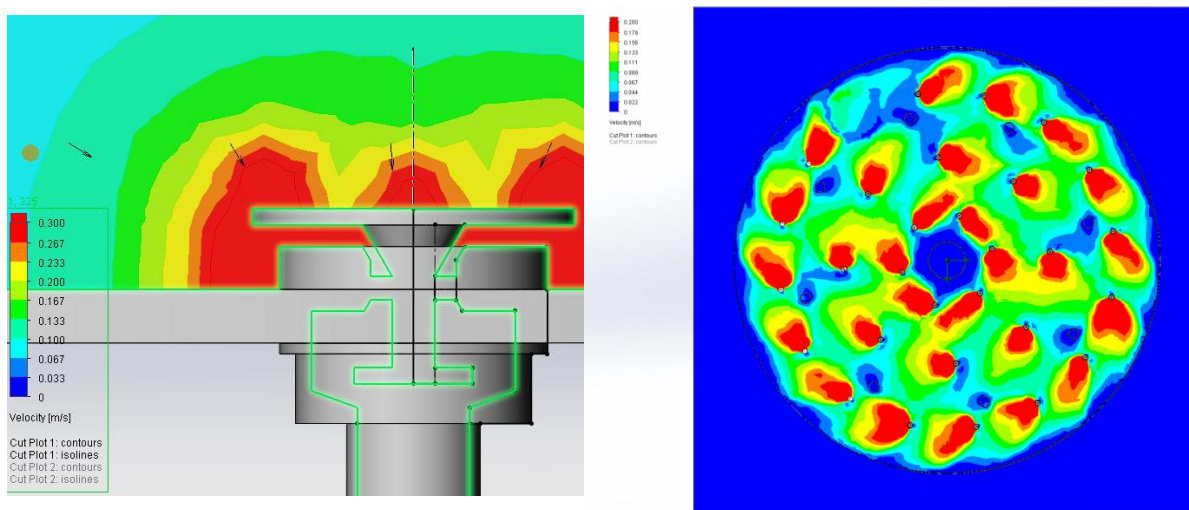 1,325
0.300
0.267
0.233
0.200
0.167
0.133
0.100
0.067
0.033
0
Velocity [m/s]
Cut Plot 1: contours
Cut Plot 1: isolines
Cut Plot 2: contours
Cut Plot 2: isolines
0.200
0.178
0.156
0.133
0.111
0.089
0.067
0.044
0.022
0
Velocity [m/s]
Cut Plot 1: contours
Cut Plot 2: contours